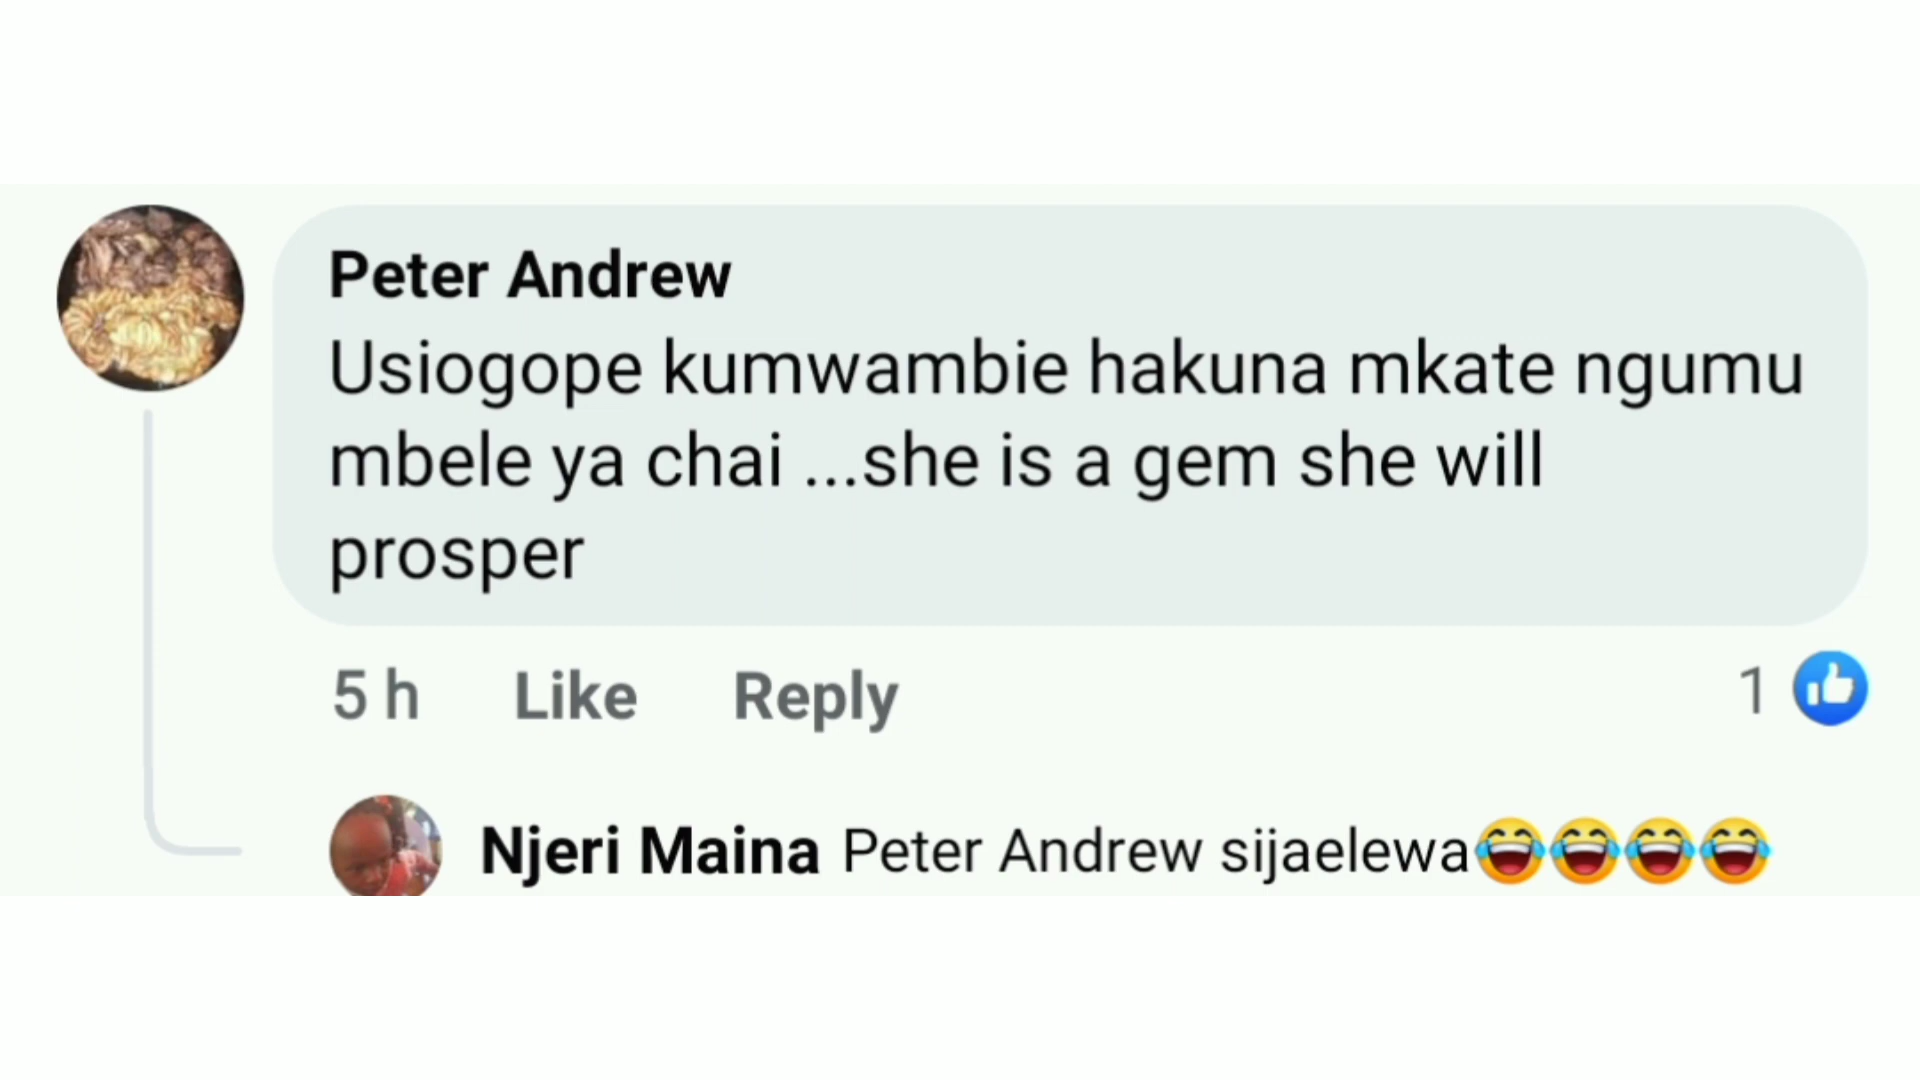 Peter Andrew
Usiogope kumwambie hakuna mkate ngumu
mbele ya chai ...she is a gem she will
prosper
5 h Like Reply 1
Njeri Maina Peter Andrew sijaelewa😂😂😂😂